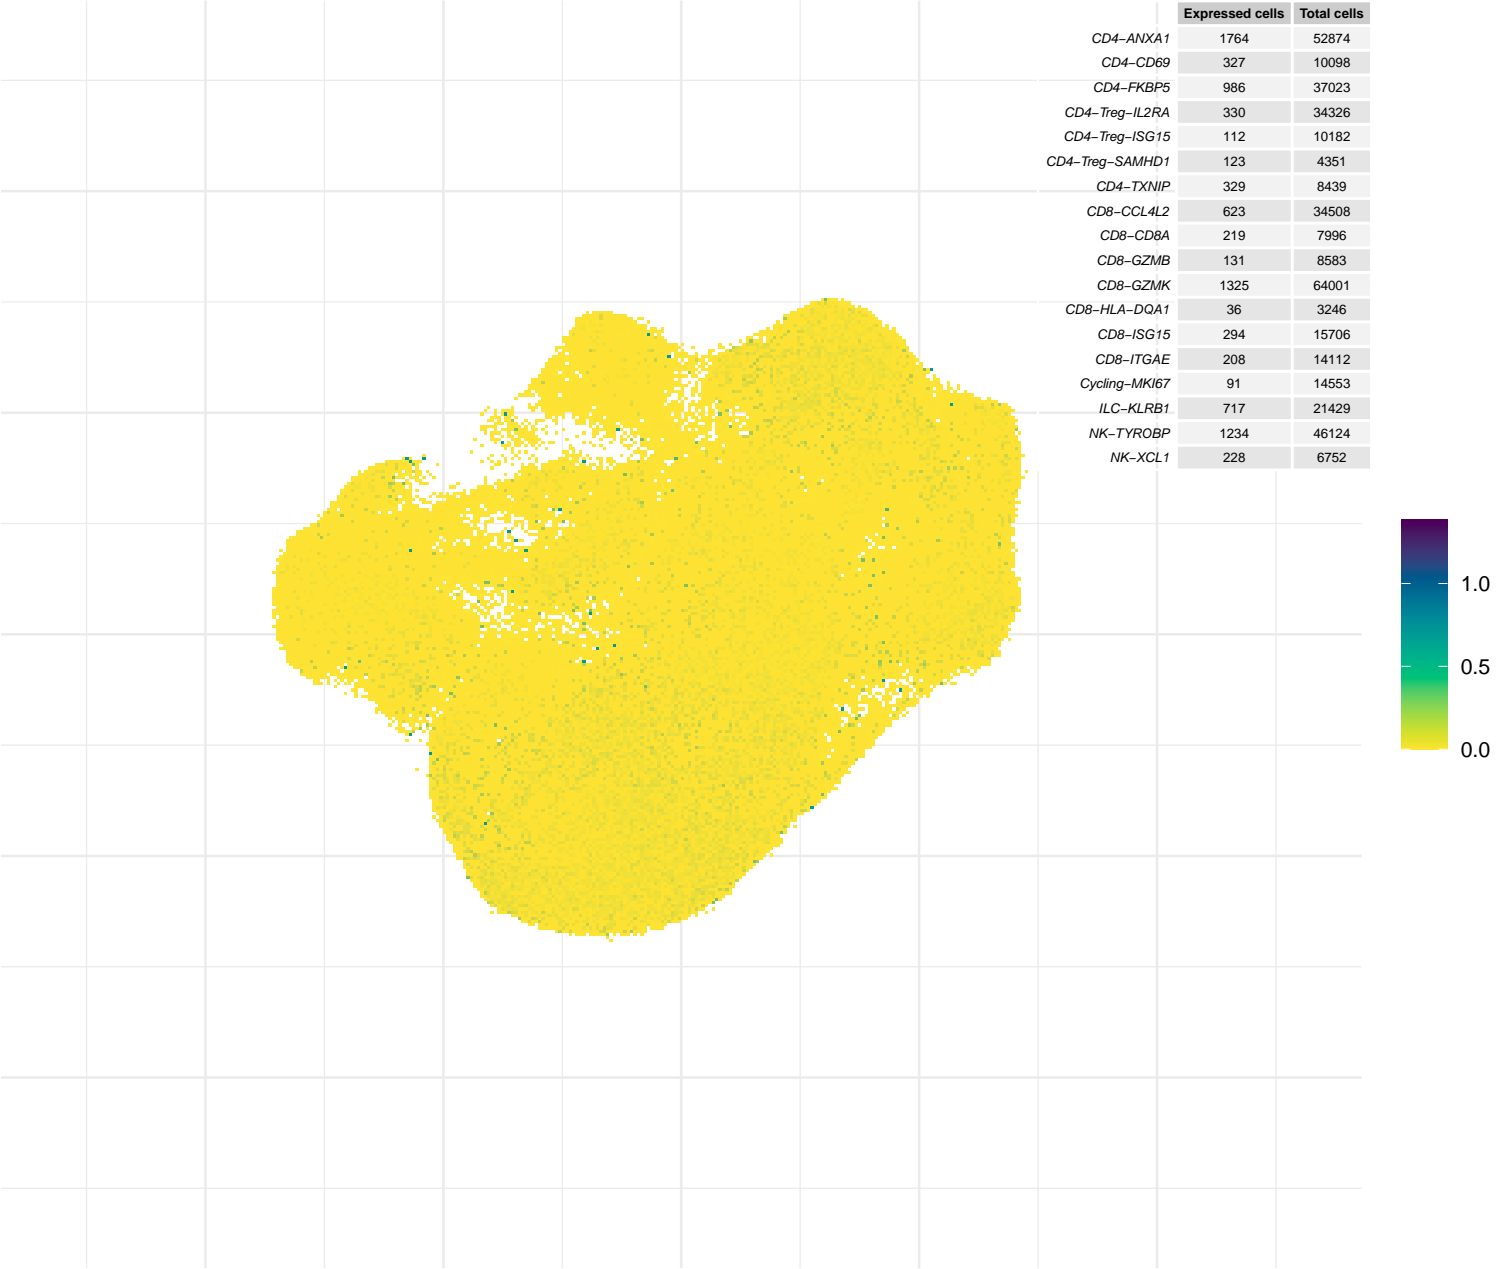 Expressed cells Total cells
CD4−ANXA1 1764 52874
CD4−CD69 327 10098
CD4−FKBP5 986 37023
CD4−Treg−IL2RA 330 34326
CD4−Treg−ISG15 112 10182
CD4−Treg−SAMHD1 123 4351
CD4−TXNIP 329 8439
CD8−CCL4L2 623 34508
CD8−CD8A 219 7996
CD8−GZMB 131 8583
CD8−GZMK 1325 64001
CD8−HLA−DQA1 36 3246
CD8−ISG15 294 15706
CD8−ITGAE 208 14112
Cycling−MKI67 91 14553
ILC−KLRB1 717 21429
NK−TYROBP 1234 46124
NK−XCL1 228 6752
1.0
0.5
0.0